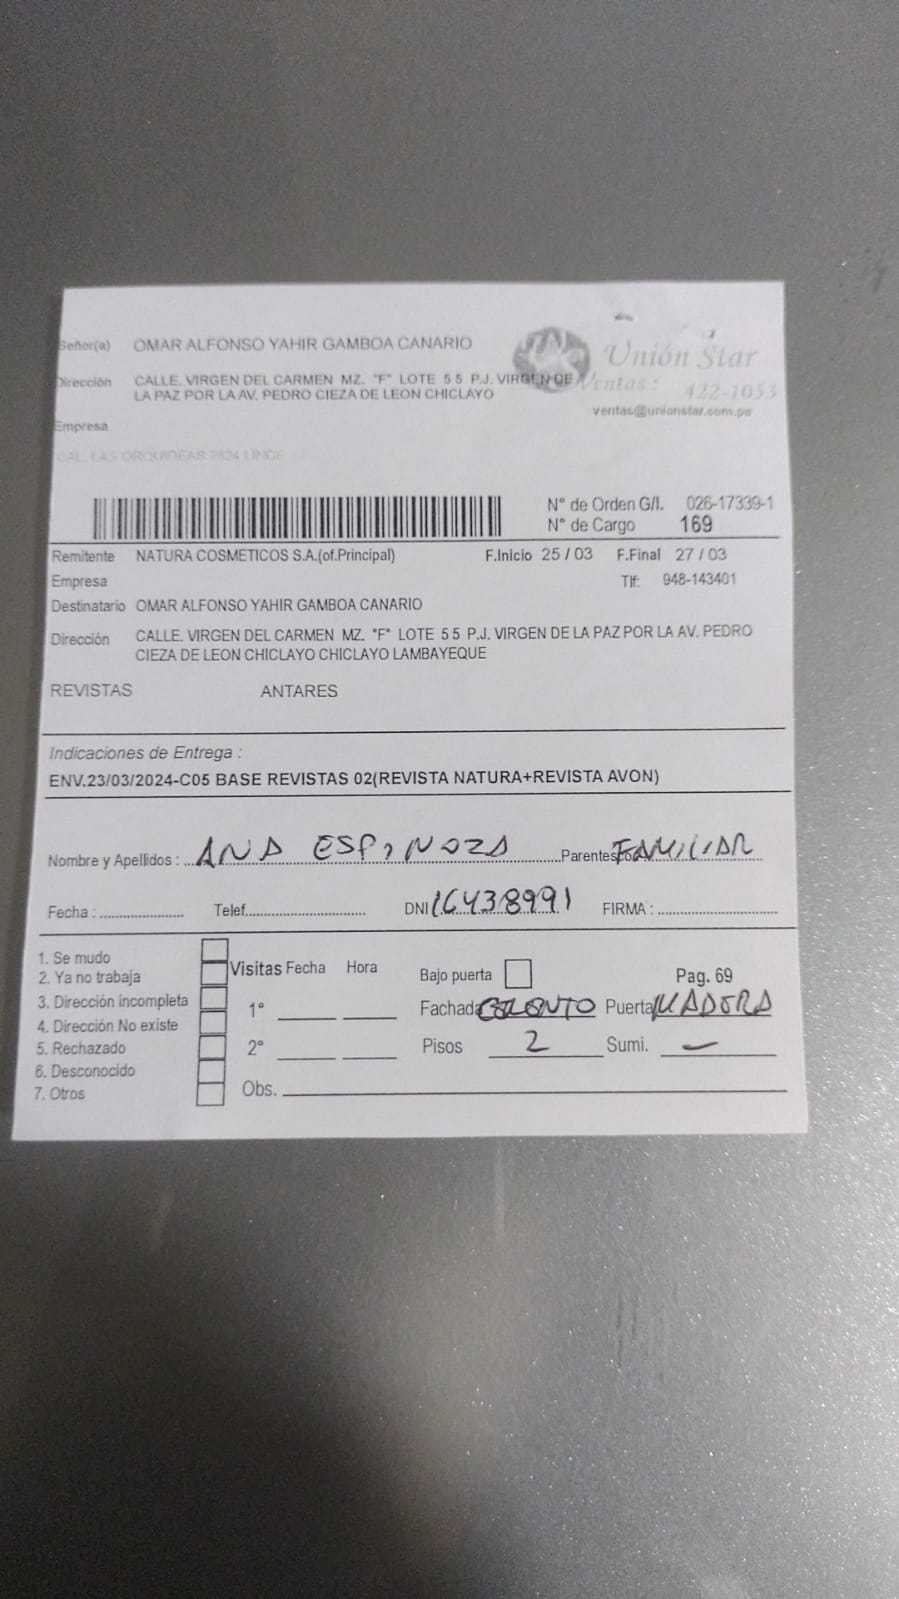 Señor(a) OMAR ALFONSO YAHIR GAMBOA CANARIO
Unión Star
Dirección CALLE. VIRGEN DEL CARMEN MZ. "F" LOTE 5 5 P.J. VIRGEN DE
LA PAZ POR LA AV. PEDRO CIEZA DE LEON CHICLAYO
Ventas : 422-1053
ventas@unionstar.com.pe
Empresa
CAL. LAS ORQUIDEAS 2624 LINCE
N° de Orden G/I. 026-17339-1
N° de Cargo 169
Remitente NATURA COSMETICOS S.A.(of.Principal) F.Inicio 25 / 03 F.Final 27 / 03
Empresa Tlf: 948-143401
Destinatario OMAR ALFONSO YAHIR GAMBOA CANARIO
Dirección CALLE. VIRGEN DEL CARMEN MZ. "F" LOTE 5 5 P.J. VIRGEN DE LA PAZ POR LA AV. PEDRO
CIEZA DE LEON CHICLAYO CHICLAYO LAMBAYEQUE
REVISTAS ANTARES
Indicaciones de Entrega :
ENV.23/03/2024-C05 BASE REVISTAS 02(REVISTA NATURA+REVISTA AVON)
Nombre y Apellidos : ANA ESPINOZA Parentesco FAMILIAR
Fecha : Telef. DNI 16438991 FIRMA :
1. Se mudo
2. Ya no trabaja
3. Dirección incompleta
4. Dirección No existe
5. Rechazado
6. Desconocido
7. Otros
Visitas Fecha Hora
1°
2°
Obs.
Bajo puerta Pag. 69
Fachada Puerta MADERA
Pisos 2 Sumi. -